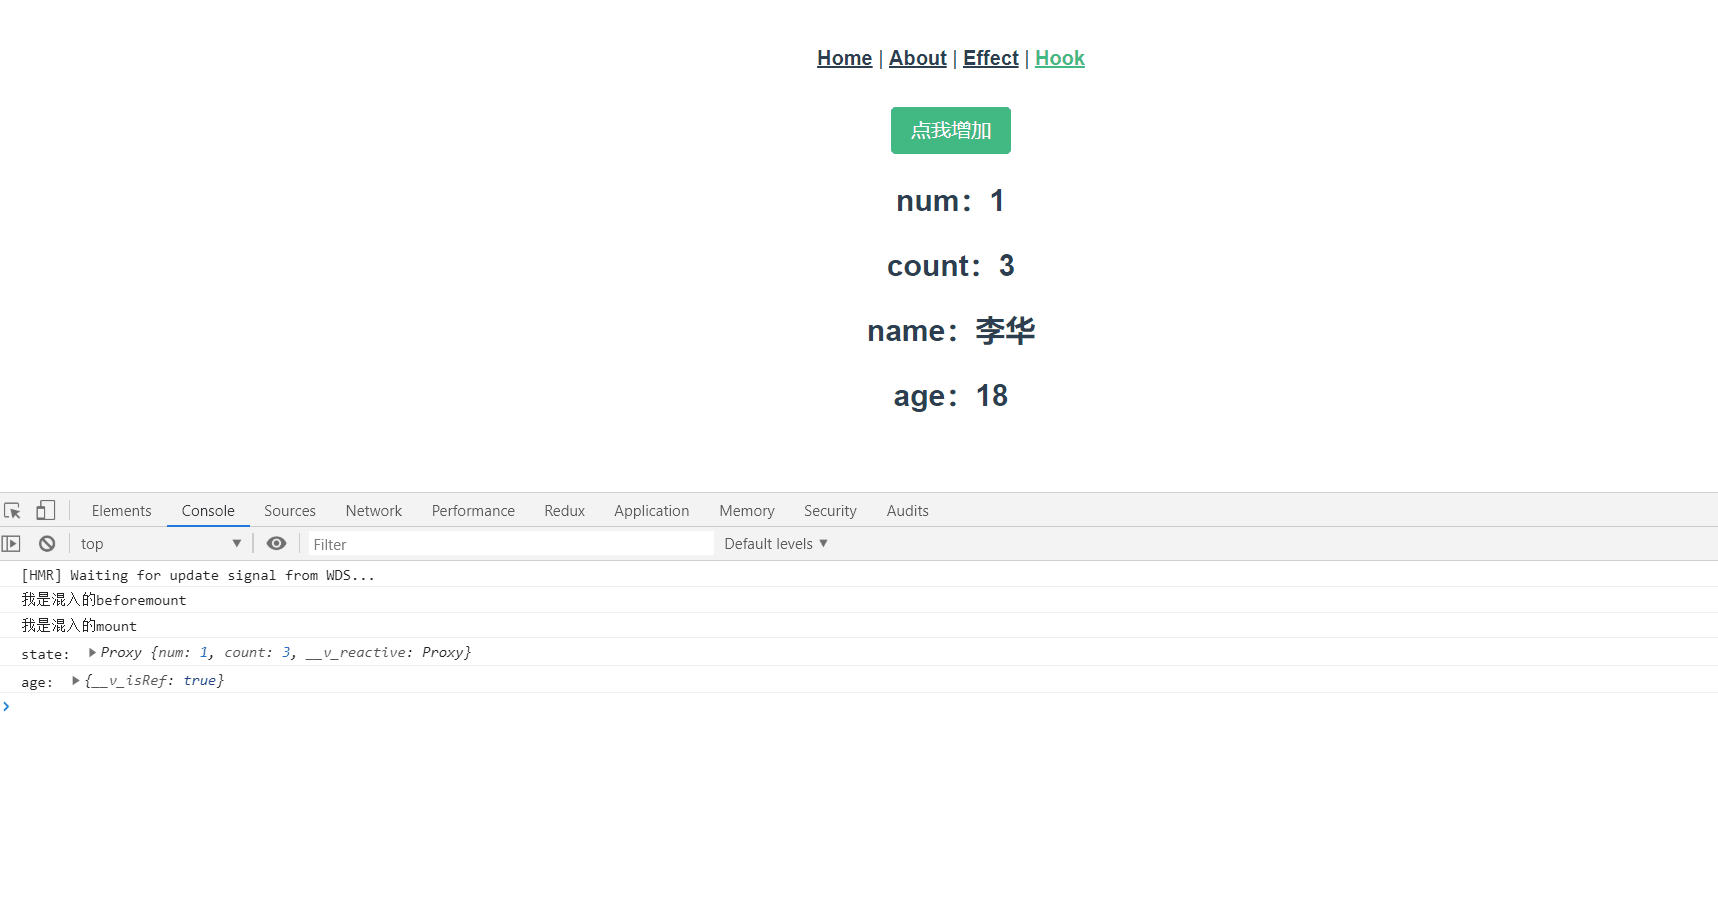 Home | About | Effect | Hook
点我增加
num：1
count：3
name：李华
age：18
Elements Console Sources Network Performance Redux Application Memory Security Audits
top ▼ Filter Default levels ▼
[HMR] Waiting for update signal from WDS...
我是混入的beforemount
我是混入的mount
state: ▶Proxy {num: 1, count: 3, __v_reactive: Proxy}
age: ▶{__v_isRef: true}